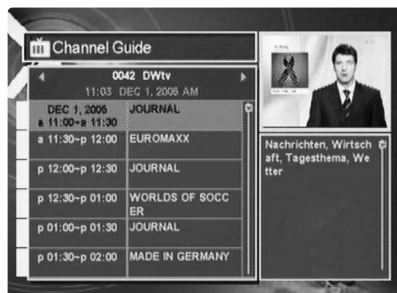 Channel Guide
0042 DWtv
11:03 DEC 1, 2005 AM
DEC 1, 2005
a 11:00~a 11:30
JOURNAL
a 11:30~p 12:00
EUROMAXX
p 12:00~p 12:30
JOURNAL
p 12:30~p 01:00
WORLDS OF SOCC
ER
p 01:00~p 01:30
JOURNAL
p 01:30~p 02:00
MADE IN GERMANY
Nachrichten, Wirtsch
aft, Tagesthema, We
tter